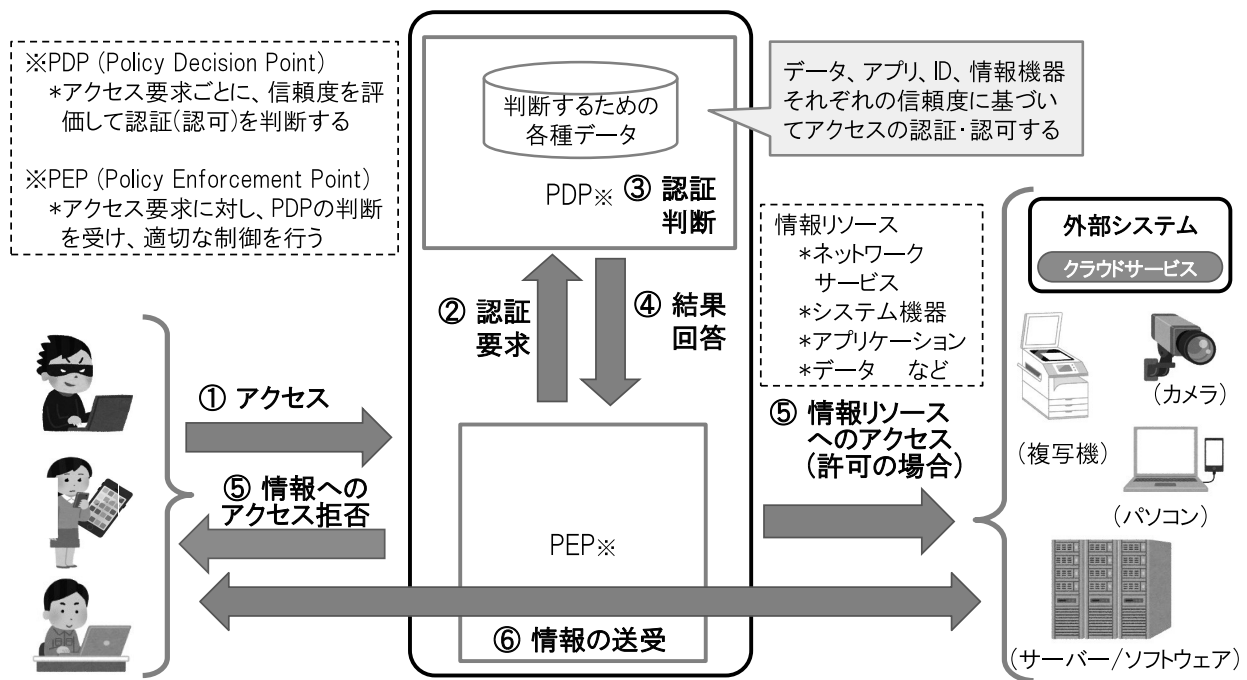 ※PDP (Policy Decision Point)
*アクセス要求ごとに、信頼度を評
価して認証(認可)を判断する
※PEP (Policy Enforcement Point)
*アクセス要求に対し、PDPの判断
を受け、適切な制御を行う
判断するための
各種データ
PDP※
③ 認証
判断
データ、アプリ、ID、情報機器
それぞれの信頼度に基づい
てアクセスの認証・認可する
② 認証
要求
④ 結果
回答
情報リソース
*ネットワーク
サービス
*システム機器
*アプリケーション
*データ など
外部システム
クラウドサービス
① アクセス
⑤ 情報への
アクセス拒否
PEP※
⑤ 情報リソース
へのアクセス
(許可の場合)
(カメラ)
(複写機)
(パソコン)
⑥ 情報の送受
(サーバー/ソフトウェア)